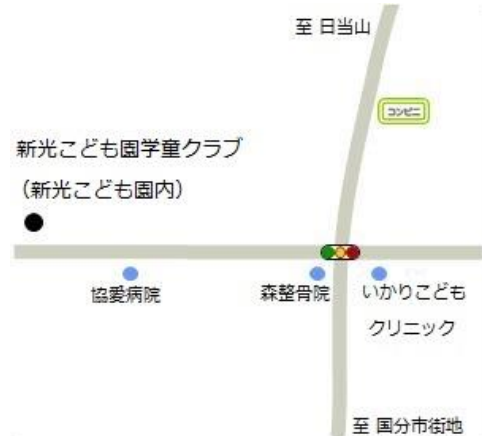 至 日当山
コンビニ
新光こども園学童クラブ
（新光こども園内）
協愛病院
森整骨院
いかりこども
クリニック
至 国分市街地